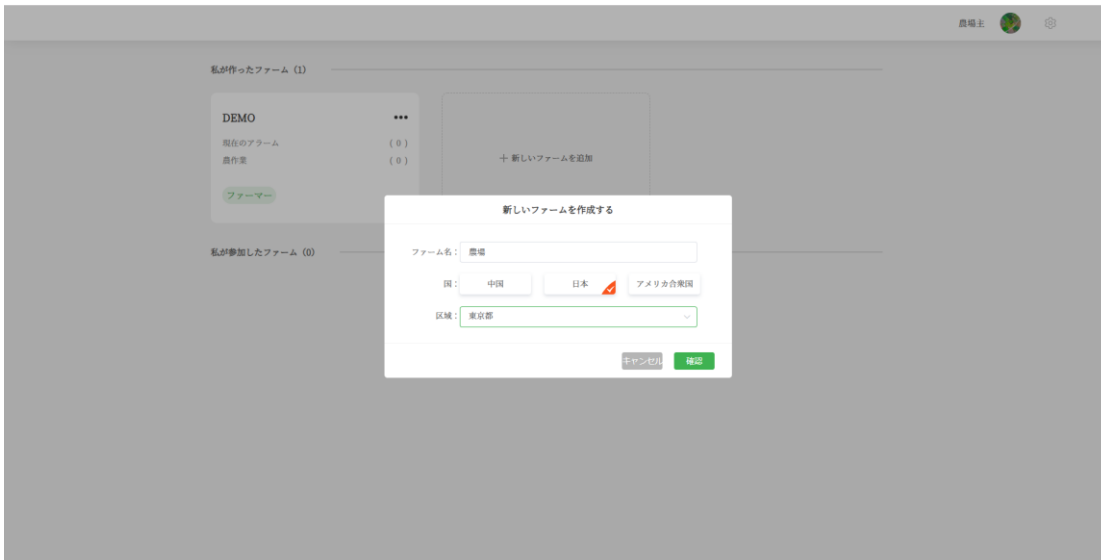 農場主
私が作ったファーム（1）
DEMO •••
現在のアラーム ( 0 )
農作業 ( 0 )
ファーマー
＋ 新しいファームを追加
私が参加したファーム（0）
新しいファームを作成する
ファーム名： 農場
国： 中国 日本 アメリカ合衆国
区域： 東京都
キャンセル 確認